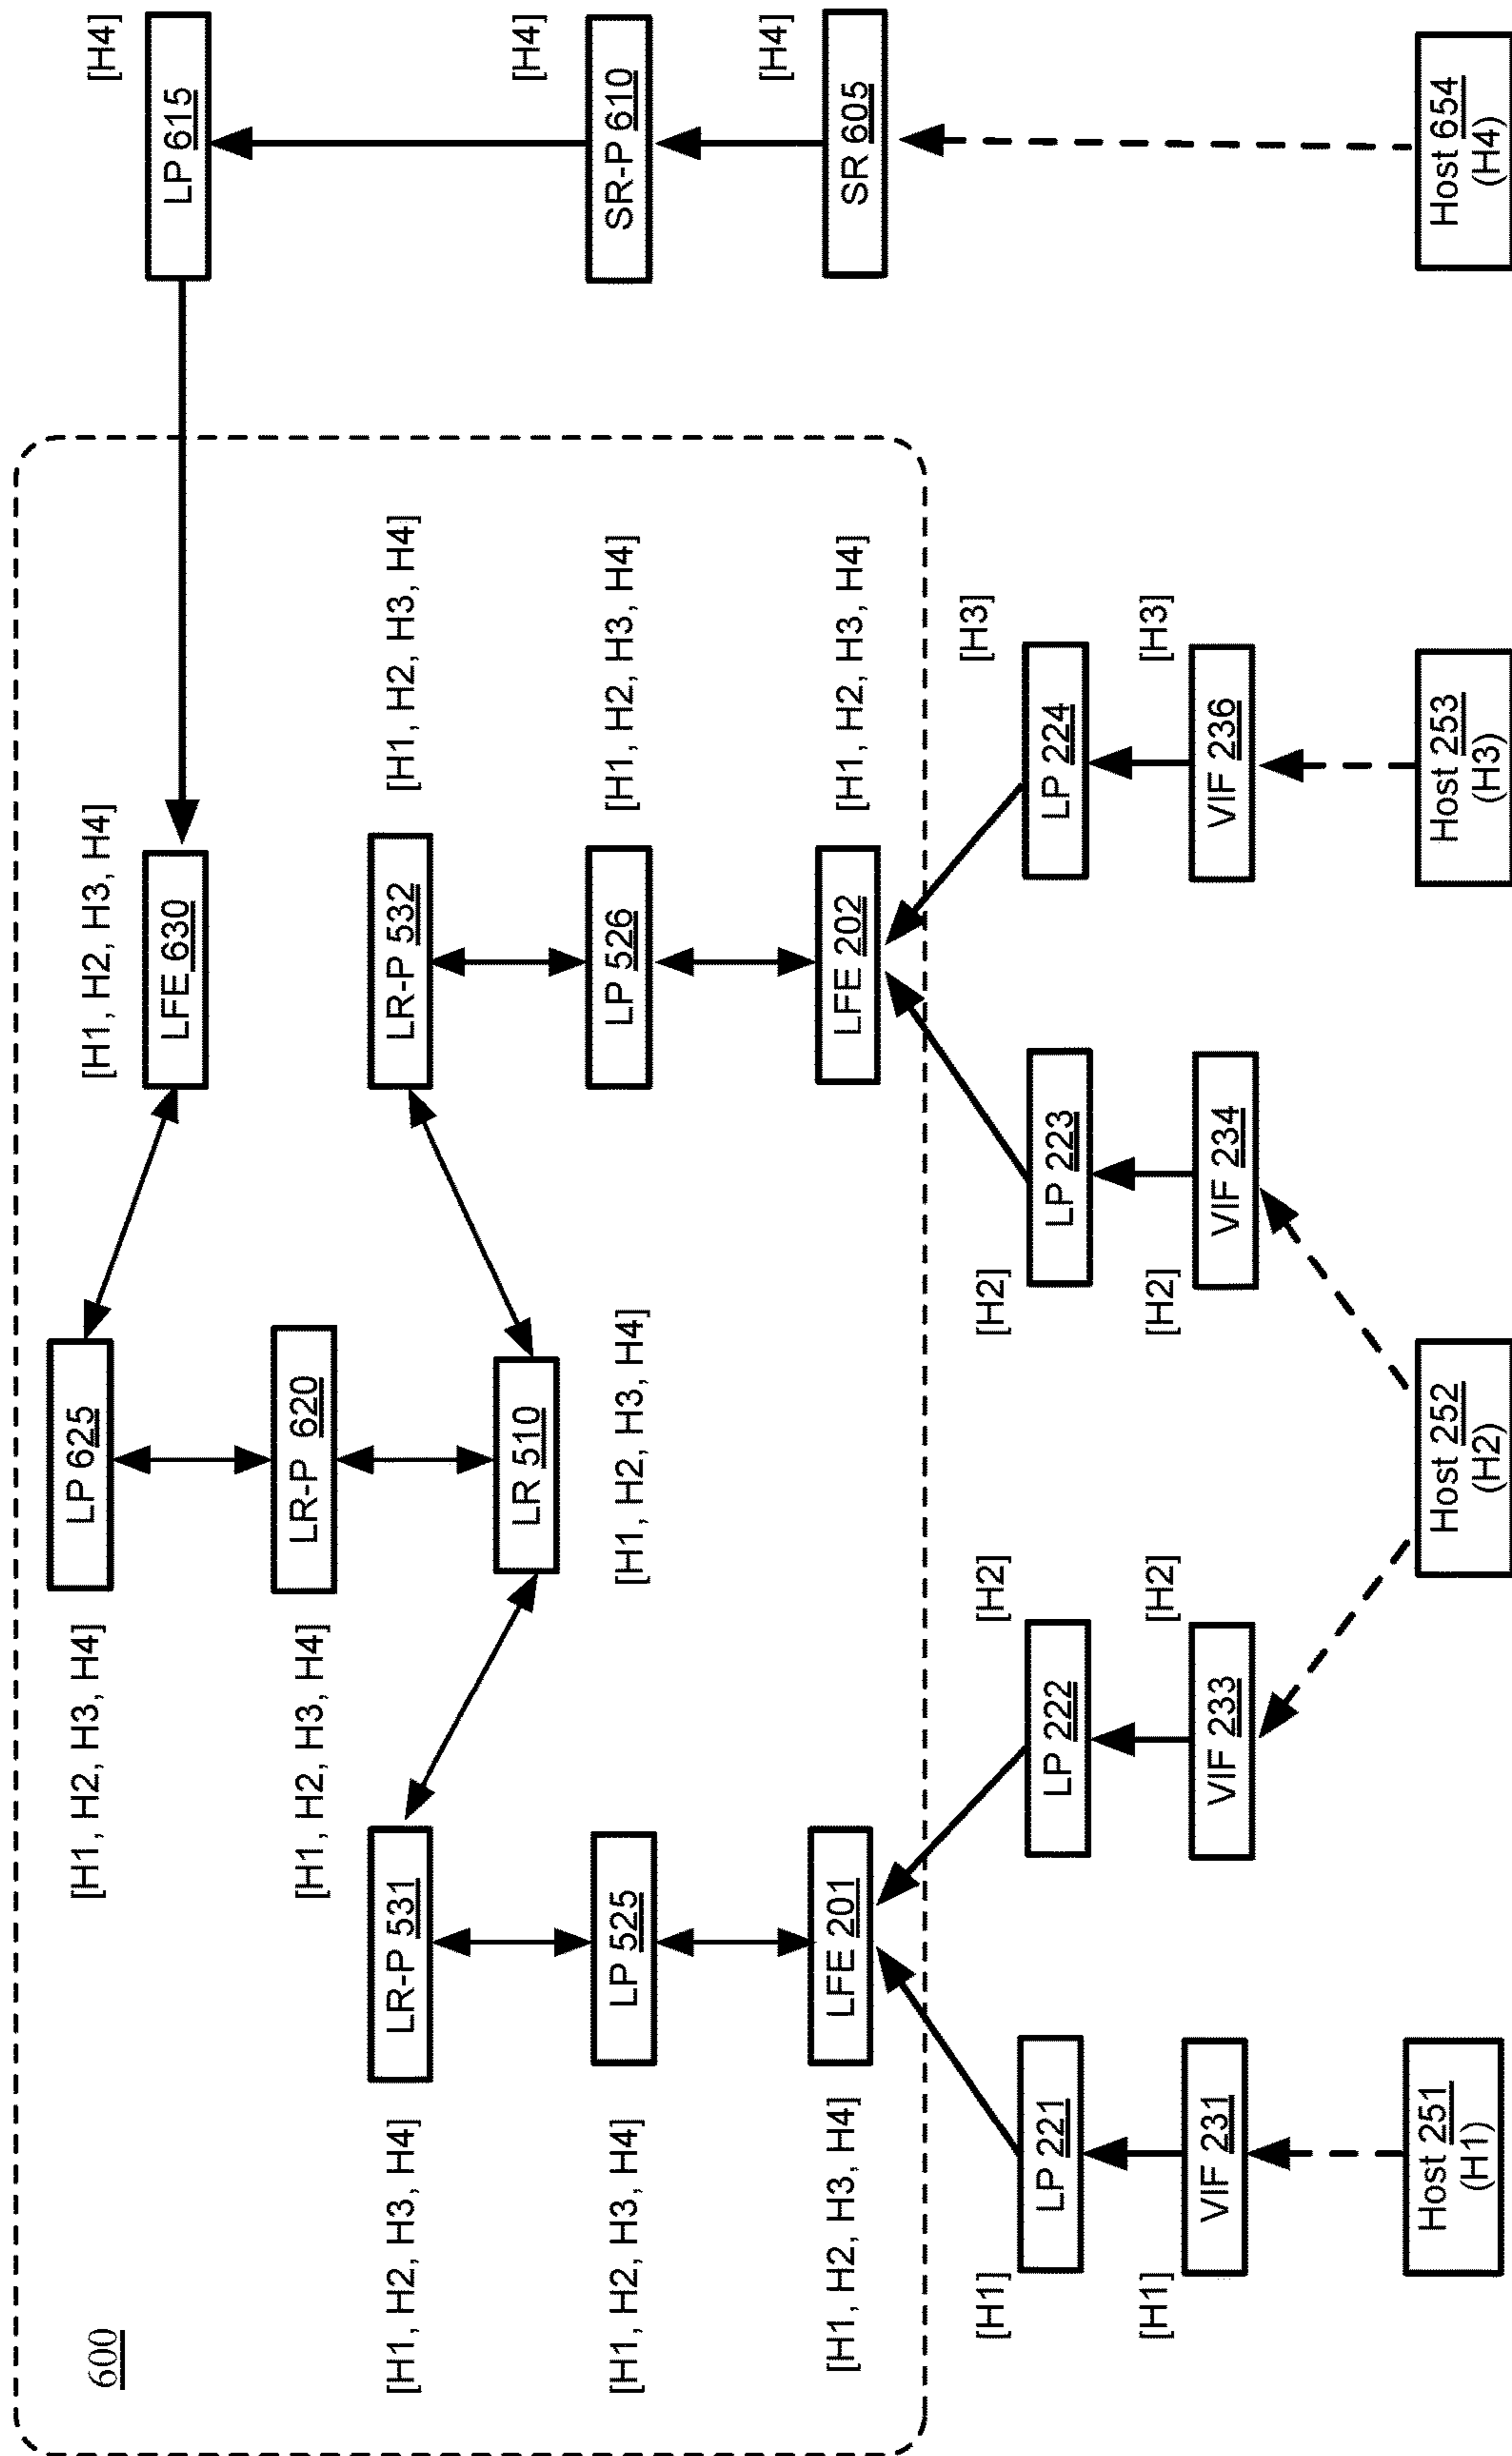 600
[H1, H2, H3, H4]
LP 625
[H1, H2, H3, H4]
LFE 630
LP 615
[H4]
[H1, H2, H3, H4]
LR-P 620
[H1, H2, H3, H4]
LR-P 531
LR-P 532
[H1, H2, H3, H4]
LR 510
[H1, H2, H3, H4]
[H1, H2, H3, H4]
LP 525
LP 526
[H1, H2, H3, H4]
SR-P 610
[H4]
[H1, H2, H3, H4]
LFE 201
LFE 202
[H1, H2, H3, H4]
SR 605
[H4]
[H1]
LP 221
LP 222
[H2]
[H2]
LP 223
LP 224
[H3]
[H1]
VIF 231
VIF 233
[H2]
[H2]
VIF 234
VIF 236
[H3]
Host 251
(H1)
Host 252
(H2)
Host 253
(H3)
Host 654
(H4)